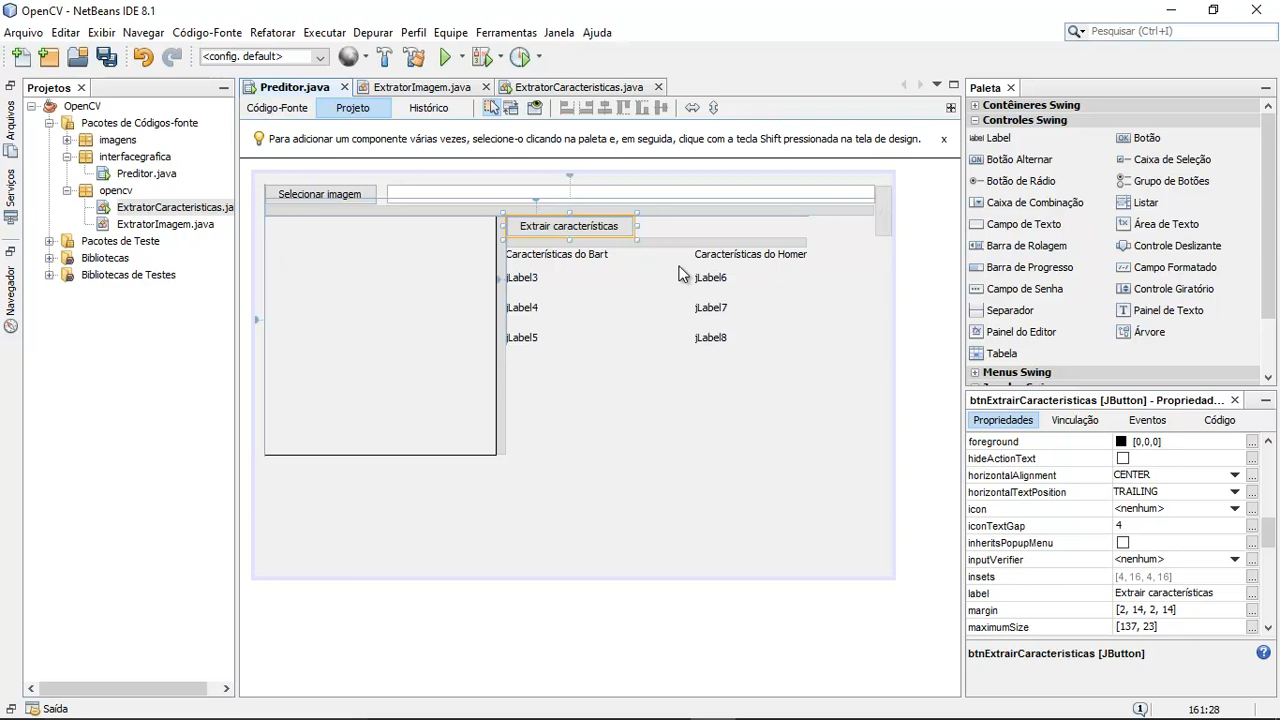 OpenCV - NetBeans IDE 8.1
Arquivo Editar Exibir Navegar Código-Fonte Refatorar Executar Depurar Perfil Equipe Ferramentas Janela Ajuda
Pesquisar (Ctrl+I)
<config. default>
Projetos
Preditor.java
ExtratorImagem.java
ExtratorCaracteristicas.java
Paleta
Arquivos
Serviços
Navegador
OpenCV
Pacotes de Códigos-fonte
imagens
interfacegrafica
Preditor.java
opencv
ExtratorCaracteristicas.ja
ExtratorImagem.java
Pacotes de Teste
Bibliotecas
Bibliotecas de Testes
Código-Fonte Projeto Histórico
Para adicionar um componente várias vezes, selecione-o clicando na paleta e, em seguida, clique com a tecla Shift pressionada na tela de design.
x
Selecionar imagem
Extrair características
Características do Bart Características do Homer
jLabel3 jLabel6
jLabel4 jLabel7
jLabel5 jLabel8
Contêineres Swing
Controles Swing
label Label OK Botão
ON Botão Alternar Caixa de Seleção
Botão de Rádio Grupo de Botões
Caixa de Combinação Listar
Campo de Texto Área de Texto
Barra de Rolagem Controle Deslizante
Barra de Progresso Campo Formatado
Campo de Senha Controle Giratório
Separador Painel de Texto
Painel do Editor Árvore
Tabela
Menus Swing
btnExtrairCaracteristicas [JButton] - Propriedad...
Propriedades Vinculação Eventos Código
foreground [0,0,0] ...
hideActionText ...
horizontalAlignment CENTER ...
horizontalTextPosition TRAILING ...
icon <nenhum> ...
iconTextGap 4 ...
inheritsPopupMenu ...
inputVerifier <nenhum> ...
insets [4, 16, 4, 16] ...
label Extrair características ...
margin [2, 14, 2, 14] ...
maximumSize [137, 23] ...
btnExtrairCaracteristicas [JButton]
Saída
1
161:28